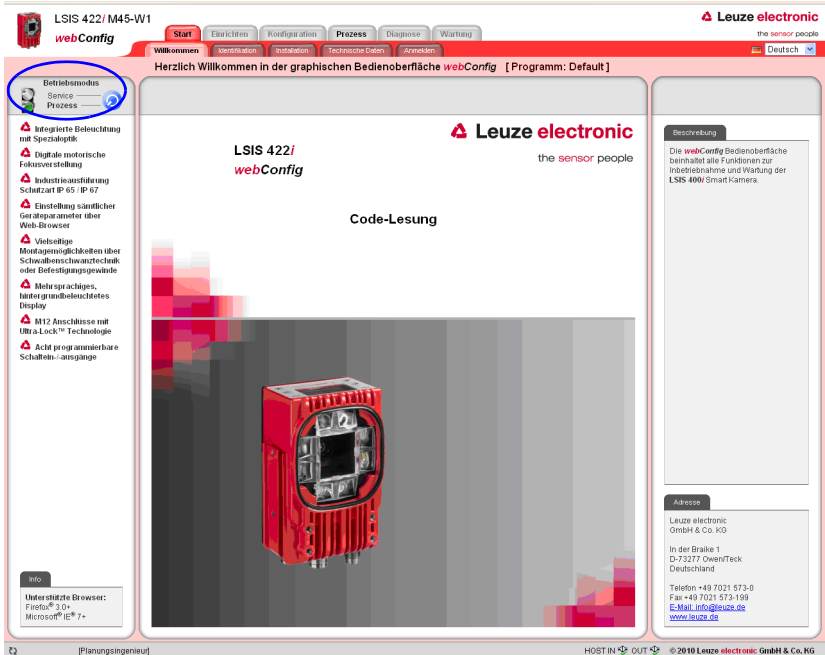 LSIS 422i M45-W1
webConfig
Start
Einrichten
Konfiguration
Prozess
Diagnose
Wartung
Leuze electronic
the sensor people
Willkommen
Identifikation
Installation
Technische Daten
Anmelden
Deutsch
Herzlich Willkommen in der graphischen Bedienoberfläche webConfig [ Programm: Default ]
Betriebsmodus
Service
Prozess
Integrierte Beleuchtung
mit Spezialoptik
Digitale motorische
Fokusverstellung
Industrieausführung
Schutzart IP 65 / IP 67
Einstellung sämtlicher
Geräteparameter über
Web-Browser
Vielseitige
Montagemöglichkeiten über
Schwalbenschwanztechnik
oder Befestigungsgewinde
Mehrsprachiges,
hintergrundbeleuchtetes
Display
M12 Anschlüsse mit
Ultra-Lock™ Technologie
Acht programmierbare
Schaltein-/-ausgänge
Info
Unterstützte Browser:
Firefox® 3.0+
Microsoft® IE® 7+
Leuze electronic
the sensor people
LSIS 422i
webConfig
Code-Lesung
Beschreibung
Die webConfig Bedienoberfläche
beinhaltet alle Funktionen zur
Inbetriebnahme und Wartung der
LSIS 400i Smart Kamera.
Adresse
Leuze electronic
GmbH & Co. KG
In der Braike 1
D-73277 Owen/Teck
Deutschland
Telefon +49 7021 573-0
Fax +49 7021 573-199
E-Mail: info@leuze.de
www.leuze.de
[Planungsingenieur]
HOST IN OUT
© 2010 Leuze electronic GmbH & Co. KG